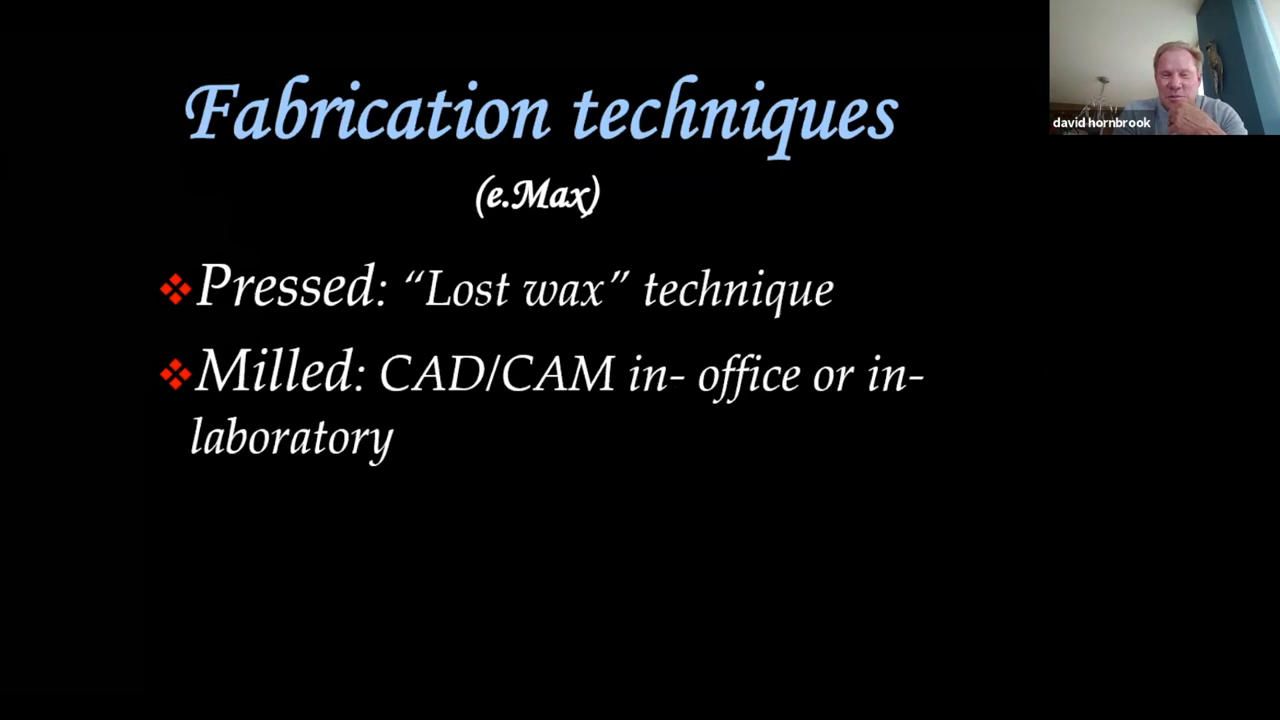 Fabrication techniques
(e.Max)
Pressed: “Lost wax” technique
Milled: CAD/CAM in- office or in-
laboratory
david hornbrook